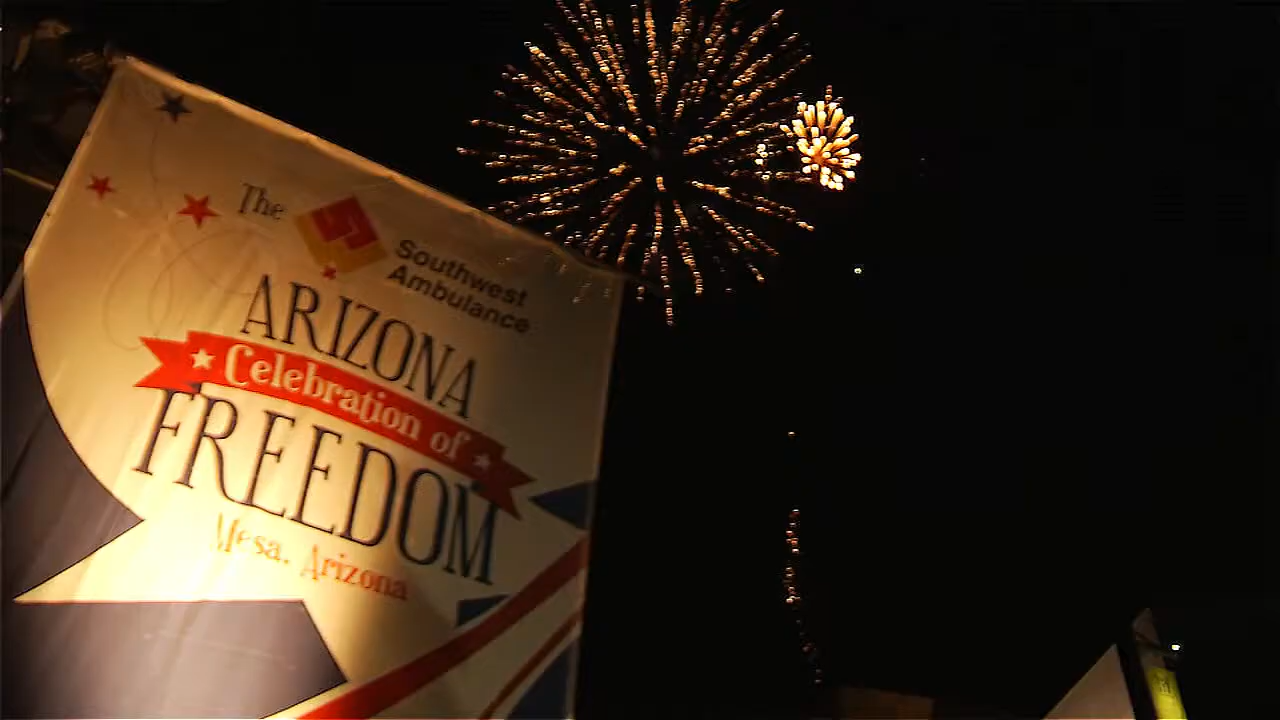 The
Southwest
Ambulance
ARIZONA
Celebration of
FREEDOM
Mesa, Arizona